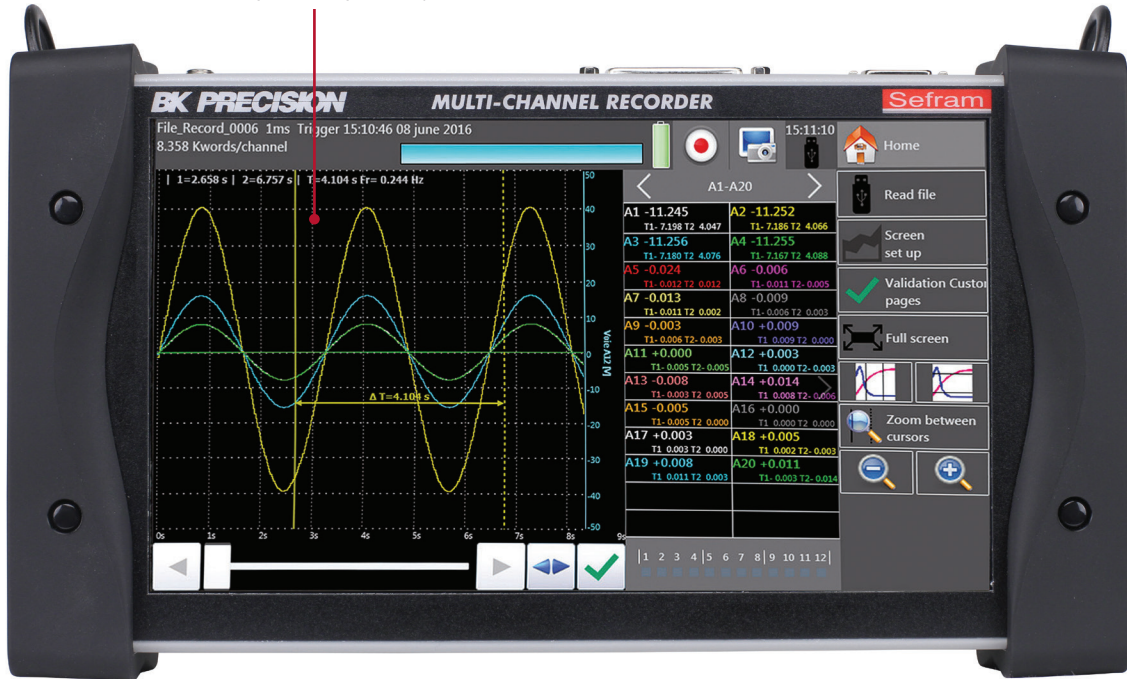 BK PRECISION MULTI-CHANNEL RECORDER Sefram
File_Record_0006 1ms Trigger 15:10:46 08 june 2016
8.358 Kwords/channel
15:11:10
Home
| 1=2.658 s | 2=6.757 s | T=4.104 s Fr= 0.244 Hz
50
40
30
20
10
0
-10
-20
-30
-40
-50
Δ T=4.104 s
0s 1s 2s 3s 4s 5s 6s 7s 8s 9s
A1-A20
A1 -11.245 A2 -11.252
T1- 7.198 T2 4.047 T1- 7.186 T2 4.066
A3 -11.256 A4 -11.255
T1- 7.180 T2 4.076 T1- 7.167 T2 4.088
A5 -0.024 A6 -0.006
T1- 0.012 T2 0.012 T1- 0.011 T2- 0.005
A7 -0.013 A8 -0.009
T1- 0.011 T2 0.002 T1- 0.006 T2 0.003
A9 -0.003 A10 +0.009
T1- 0.006 T2- 0.003 T1 0.009 T2 0.000
A11 +0.000 A12 +0.003
T1- 0.005 T2- 0.005 T1 0.000 T2- 0.003
A13 -0.008 A14 +0.014
T1- 0.003 T2 0.005 T1 0.008 T2- 0.006
A15 -0.005 A16 +0.000
T1- 0.005 T2 0.000 T1 0.000 T2 0.000
A17 +0.003 A18 +0.005
T1 0.003 T2 0.000 T1 0.002 T2- 0.003
A19 +0.008 A20 +0.011
T1 0.011 T2 0.003 T1- 0.003 T2- 0.014
|1 2 3 4|5 6 7 8|9 10 11 12|
Read file
Screen
set up
Validation Custor
pages
Full screen
Zoom between
cursors